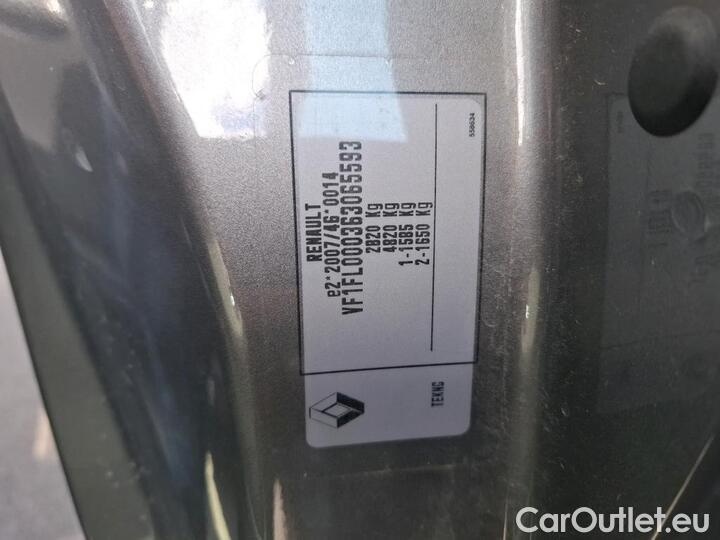 RENAULT
e2*2007/46*0014
VF1FL000363065593
2820 Kg
4820 Kg
1-1585 Kg
2-1650 Kg
558634
TEKNG
CarOutlet.eu